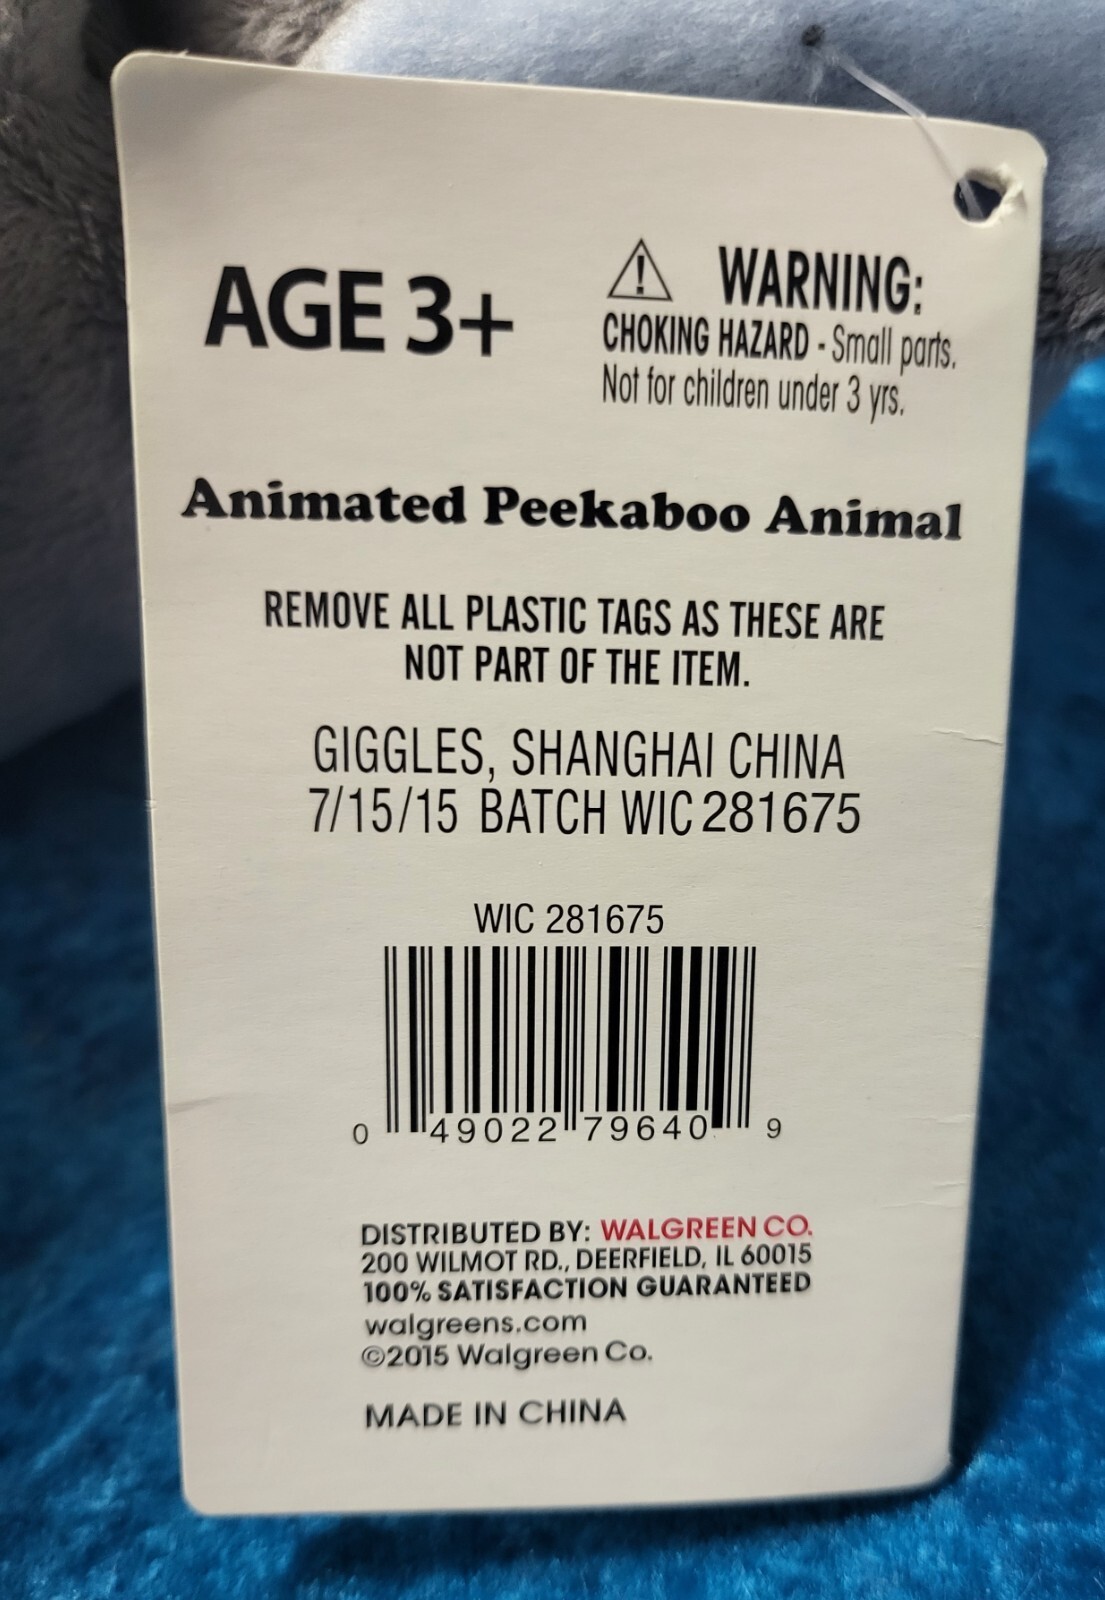 AGE 3+
WARNING:
CHOKING HAZARD - Small parts.
Not for children under 3 yrs.
Animated Peekaboo Animal
REMOVE ALL PLASTIC TAGS AS THESE ARE
NOT PART OF THE ITEM.
GIGGLES, SHANGHAI CHINA
7/15/15 BATCH WIC 281675
WIC 281675
0 49022 79640 9
DISTRIBUTED BY: WALGREEN CO.
200 WILMOT RD., DEERFIELD, IL 60015
100% SATISFACTION GUARANTEED
walgreens.com
©2015 Walgreen Co.
MADE IN CHINA